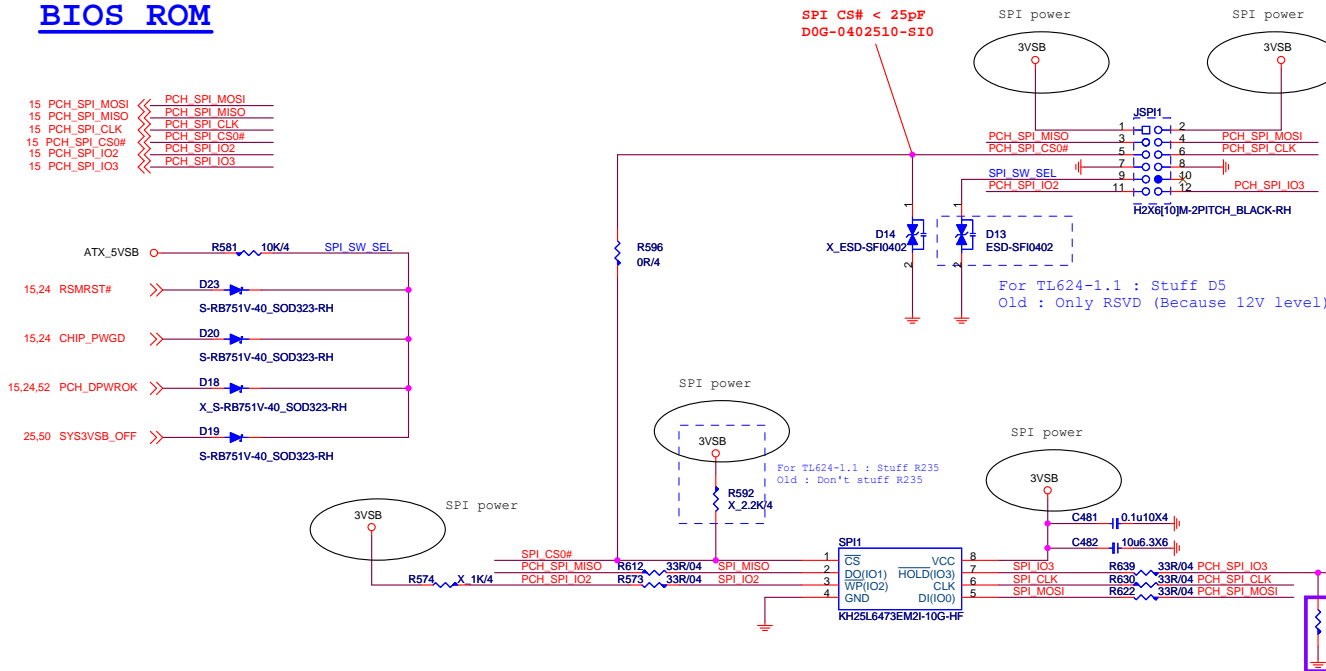 BIOS ROM
SPI CS# < 25pF
D0G-0402510-SI0
SPI power
SPI power
3VSB
3VSB
15 PCH_SPI_MOSI PCH_SPI_MOSI
15 PCH_SPI_MISO PCH_SPI_MISO
15 PCH_SPI_CLK PCH_SPI_CLK
15 PCH_SPI_CS0# PCH_SPI_CS0#
15 PCH_SPI_IO2 PCH_SPI_IO2
15 PCH_SPI_IO3 PCH_SPI_IO3
JSPI1
1 2
PCH_SPI_MISO 3 4 PCH_SPI_MOSI
PCH_SPI_CS0# 5 6 PCH_SPI_CLK
7 8
SPI_SW_SEL 9 10
PCH_SPI_IO2 11 12 PCH_SPI_IO3
H2X6[10]M-2PITCH_BLACK-RH
1 1
D14
X_ESD-SFI0402
D13
ESD-SFI0402
2 2
For TL624-1.1 : Stuff D5
Old : Only RSVD (Because 12V level)
R596
0R/4
ATX_5VSB R581 10K/4 SPI_SW_SEL
15,24 RSMRST# D23
S-RB751V-40_SOD323-RH
15,24 CHIP_PWGD D20
S-RB751V-40_SOD323-RH
15,24,52 PCH_DPWROK D18
X_S-RB751V-40_SOD323-RH
25,50 SYS3VSB_OFF D19
S-RB751V-40_SOD323-RH
SPI power
3VSB
R592
X_2.2K/4
For TL624-1.1 : Stuff R235
Old : Don't stuff R235
SPI power
3VSB
SPI power
3VSB
C481 0.1u10X4
C482 10u6.3X6
R574 X_1K/4
SPI_CS0#
PCH_SPI_MISO R612 33R/04 SPI_MISO
PCH_SPI_IO2 R573 33R/04 SPI_IO2
SPI1
1 CS VCC 8
2 DO(IO1) HOLD(IO3) 7
3 WP(IO2) CLK 6
4 GND DI(IO0) 5
KH25L6473EM2I-10G-HF
SPI_IO3 R639 33R/04 PCH_SPI_IO3
SPI_CLK R630 33R/04 PCH_SPI_CLK
SPI_MOSI R622 33R/04 PCH_SPI_MOSI